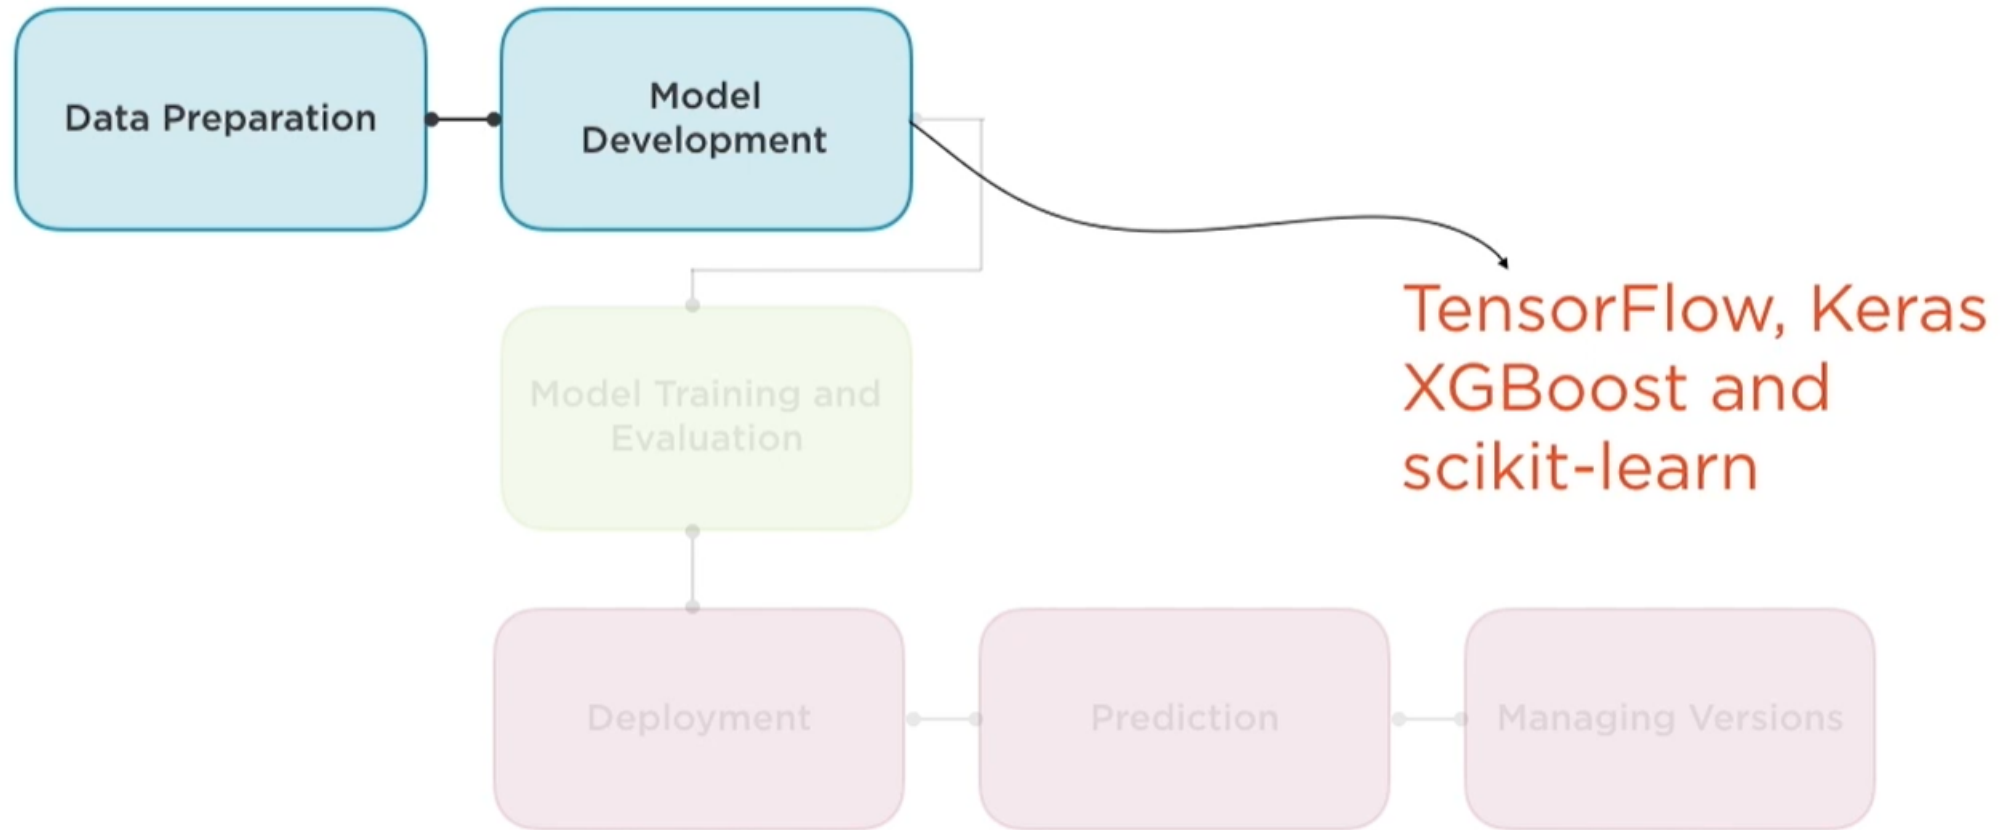 Data Preparation
Model
Development
TensorFlow, Keras
XGBoost and
scikit-learn
Model Training and
Evaluation
Deployment
Prediction
Managing Versions